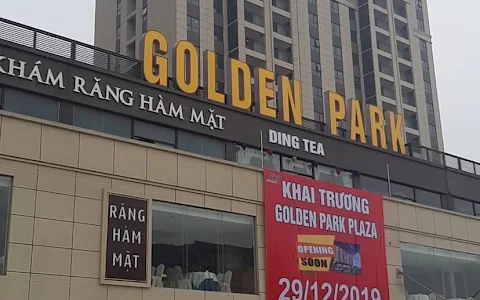 GOLDEN PARK
KHÁM RĂNG HÀM MẶT
DING TEA
KHAI TRƯƠNG
GOLDEN PARK PLAZA
OPENING
SOON
29/12/2019
RĂNG
HÀM
MẶT